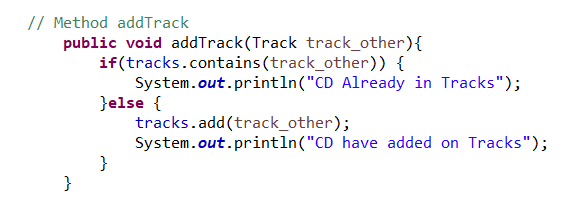 // Method addTrack
public void addTrack(Track track_other){
if(tracks.contains(track_other)) {
System.out.println("CD Already in Tracks");
}else {
tracks.add(track_other);
System.out.println("CD have added on Tracks");
}
}